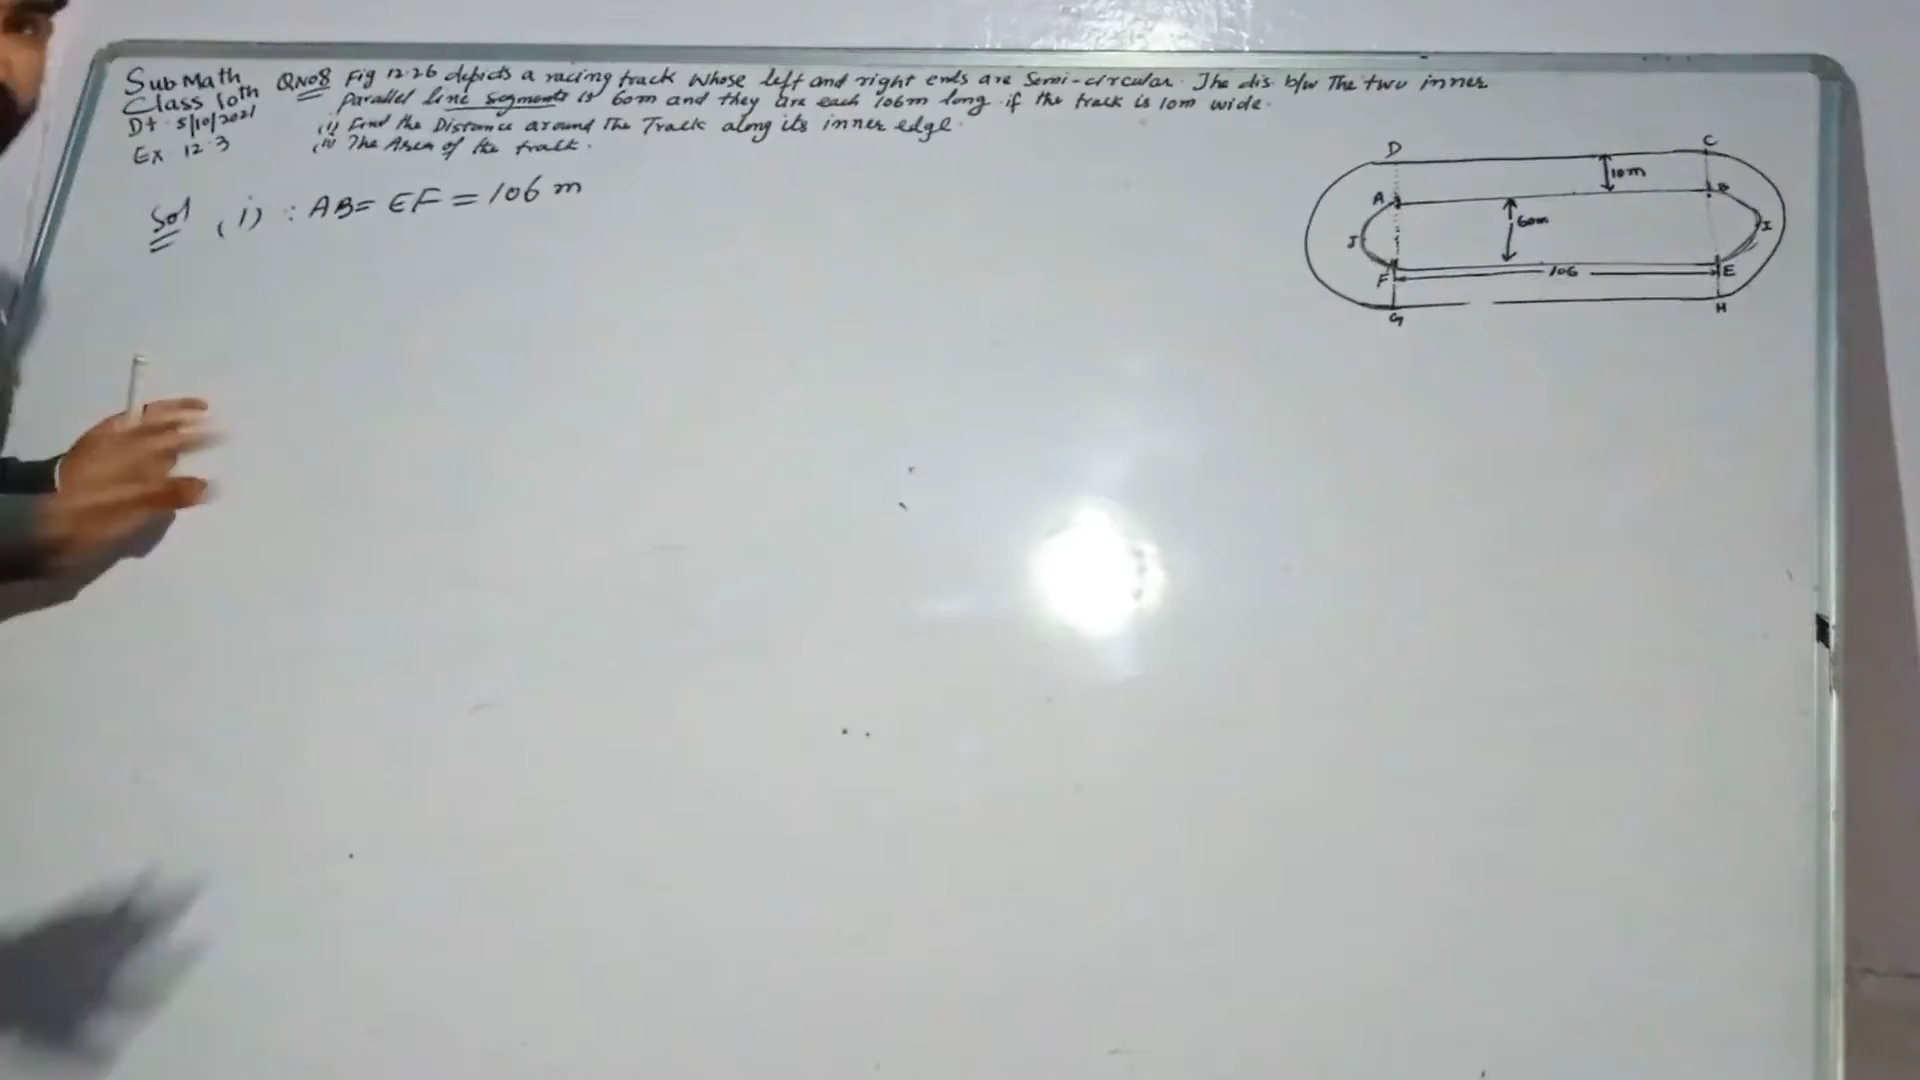 Sub Math
Class 10th
Dt 5/10/2021
Ex 12.3
QNo8 Fig 12.26 depicts a racing track whose left and right ends are Semi-circular. The dis. b/w The two inner
parallel line segments is 60m and they are each 106m long. if the track is 10m wide.
(i) Find the Distance around The Track along its inner edge.
(ii) The Area of the track.
Sol (i) : AB = EF = 106 m
D C
10m
A B
60m
J I
F 106 E
G H